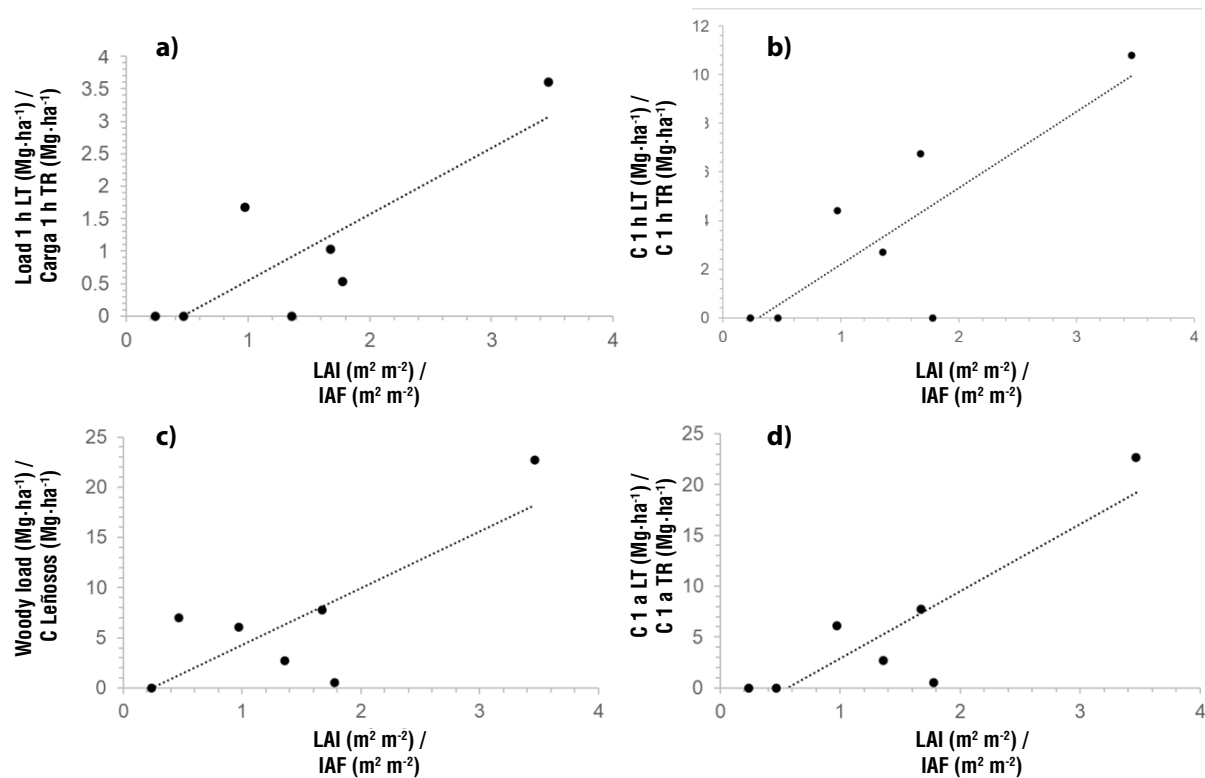 a)
4
3.5
3
2.5
2
1.5
1
0.5
0
0 1 2 3 4
Load 1 h LT (Mg·ha⁻¹) /
Carga 1 h TR (Mg·ha⁻¹)
LAI (m² m⁻²) /
IAF (m² m⁻²)
b)
12
10
8
6
4
2
0
0 1 2 3 4
C 1 h LT (Mg·ha⁻¹) /
C 1 h TR (Mg·ha⁻¹)
LAI (m² m⁻²) /
IAF (m² m⁻²)
c)
25
20
15
10
5
0
0 1 2 3 4
Woody load (Mg·ha⁻¹) /
C Leñosos (Mg·ha⁻¹)
LAI (m² m⁻²) /
IAF (m² m⁻²)
d)
25
20
15
10
5
0
0 1 2 3 4
C 1 a LT (Mg·ha⁻¹) /
C 1 a TR (Mg·ha⁻¹)
LAI (m² m⁻²) /
IAF (m² m⁻²)